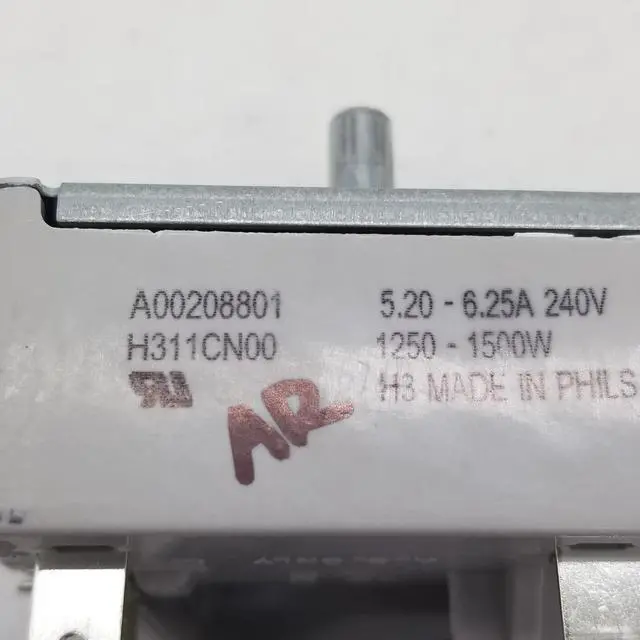 A00208801
5.20 - 6.25A 240V
H311CN00
1250 - 1500W
H3 MADE IN PHILS
AR